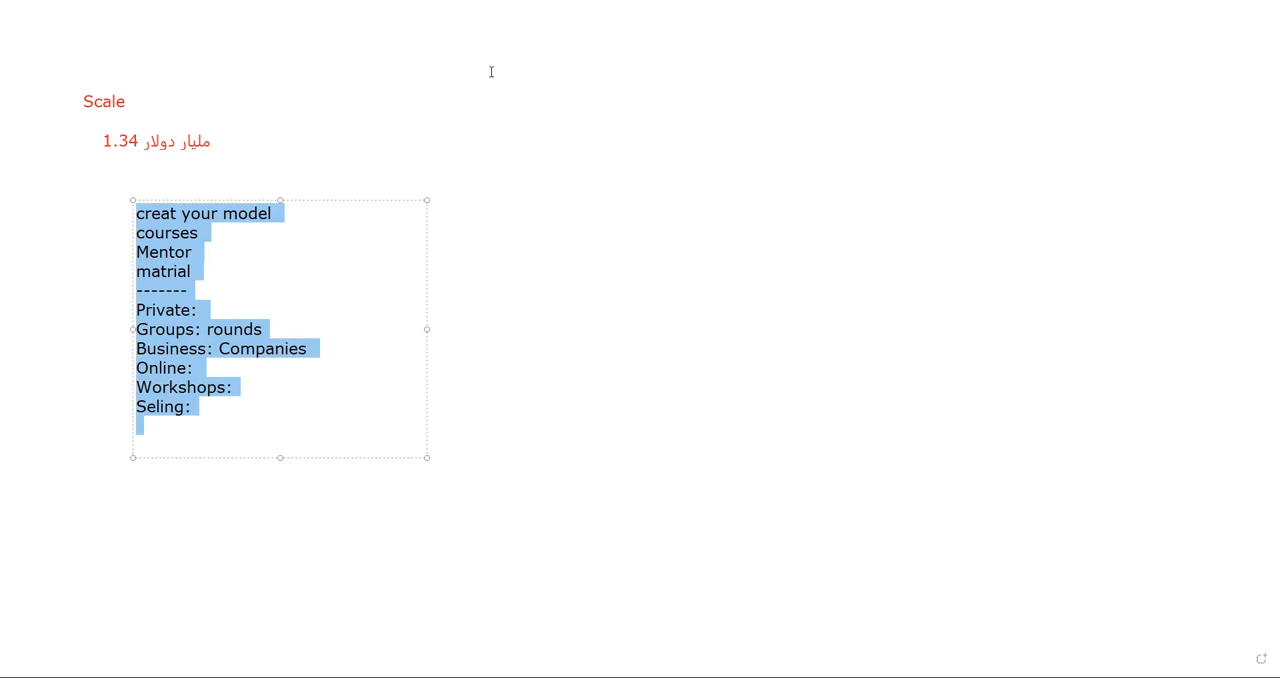 Scale
1.34 مليار دولار
creat your model
courses
Mentor
matrial
-------
Private:
Groups: rounds
Business: Companies
Online:
Workshops:
Seling: